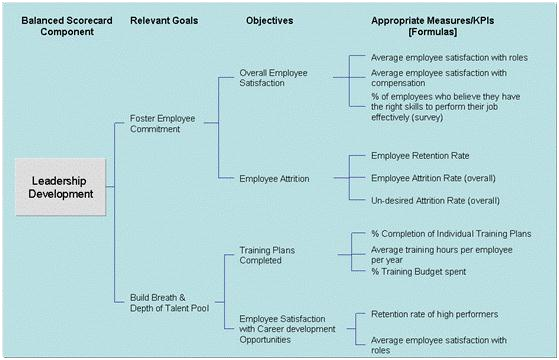 Balanced Scorecard
Component
Relevant Goals
Objectives
Appropriate Measures/KPIs
[Formulas]
Leadership
Development
Foster Employee
Commitment
Overall Employee
Satisfaction
Average employee satisfaction with roles
Average employee satisfaction with
compensation
% of employees who believe they have
the right skills to perform their job
effectively (survey)
Employee Attrition
Employee Retention Rate
Employee Attrition Rate (overall)
Un-desired Attrition Rate (overall)
Build Breath &
Depth of Talent Pool
Training Plans
Completed
% Completion of Individual Training Plans
Average training hours per employee
per year
% Training Budget spent
Employee Satisfaction
with Career development
Opportunities
Retention rate of high performers
Average employee satisfaction with
roles